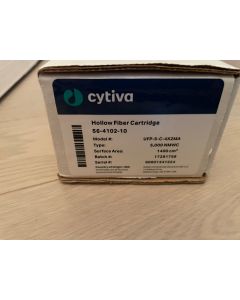 cytiva
Hollow Fiber Cartridge
56-4102-10
Model #: UFP-5-C-4X2MA
Type: 5,000 NMWC
Surface Area: 1400 cm²
Batch #: 17281759
Serial #: